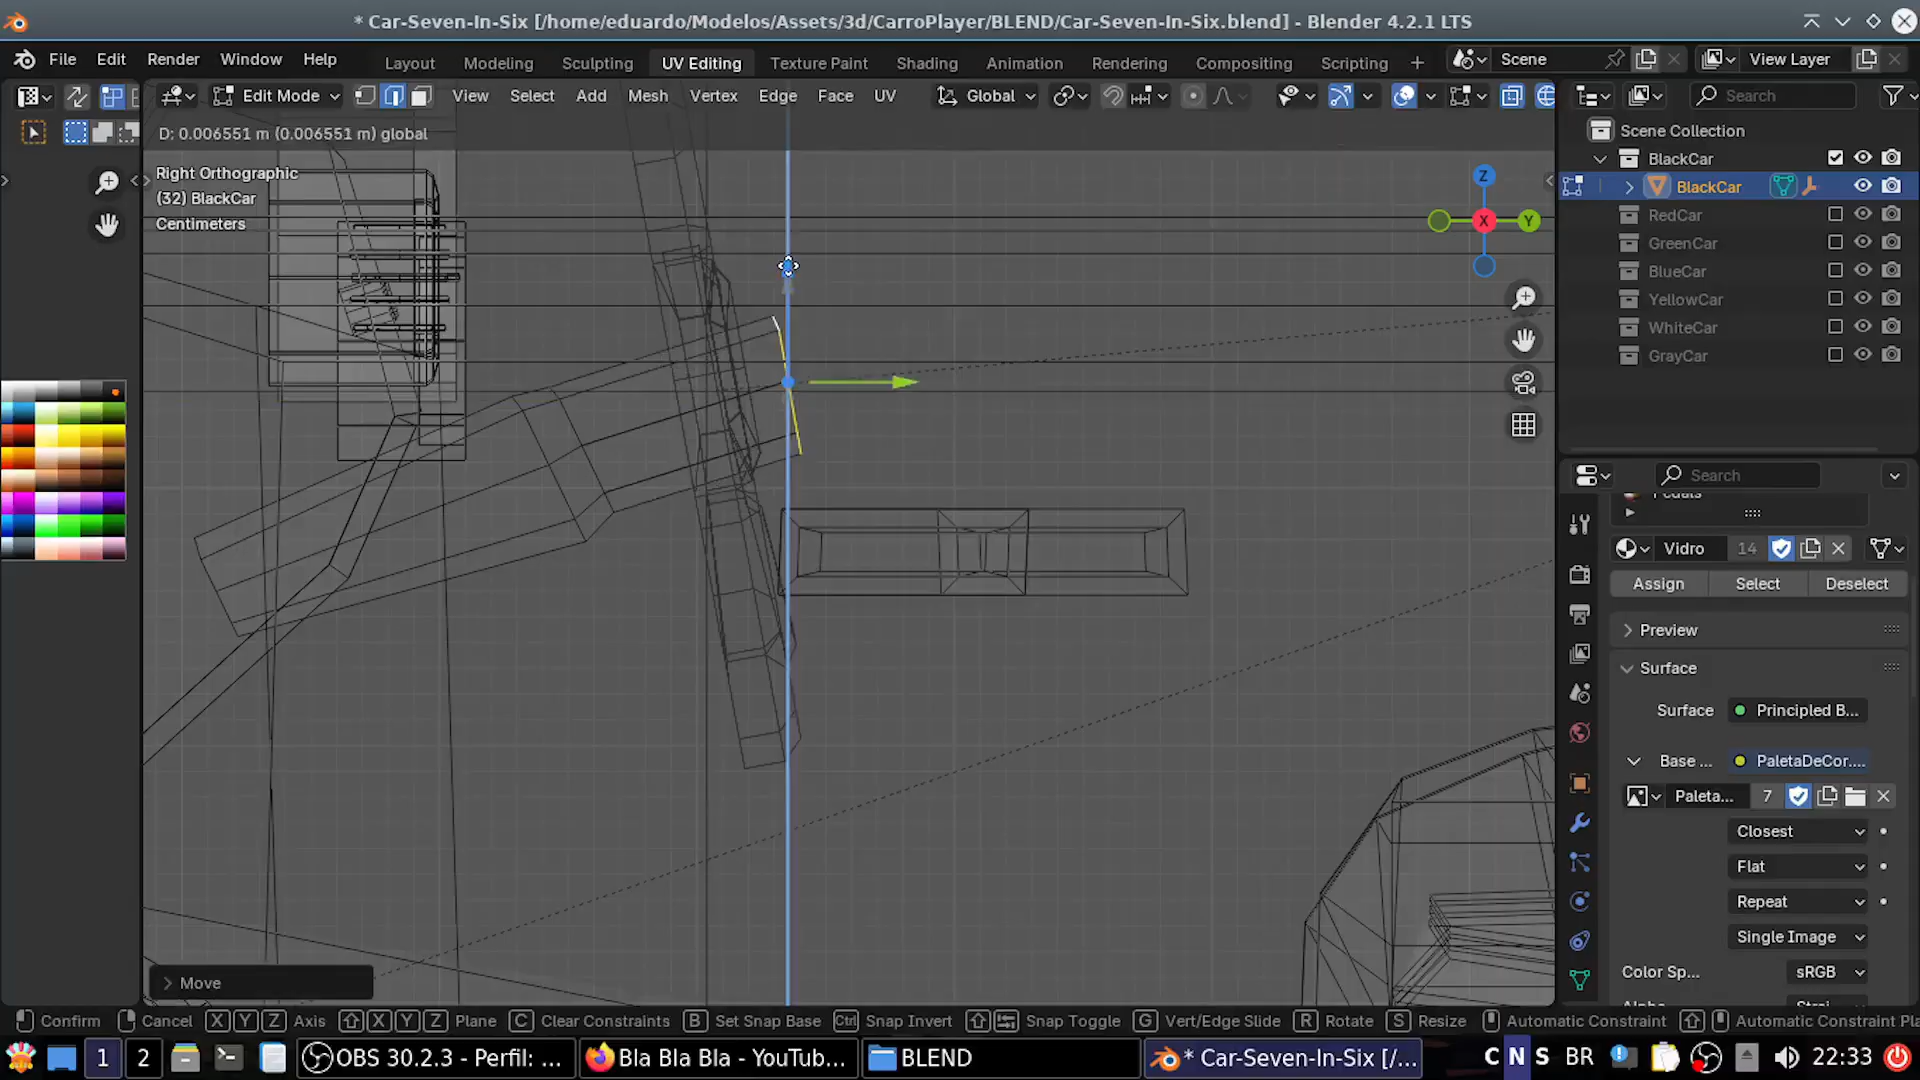 * Car-Seven-In-Six [/home/eduardo/Modelos/Assets/3d/CarroPlayer/BLEND/Car-Seven-In-Six.blend] - Blender 4.2.1 LTS
File Edit Render Window Help
Layout Modeling Sculpting UV Editing Texture Paint Shading Animation Rendering Compositing Scripting +
Scene
View Layer
Edit Mode View Select Add Mesh Vertex Edge Face UV
Global
Search
D: 0.006551 m (0.006551 m) global
Right Orthographic
(32) BlackCar
Centimeters
Z
X
Y
Scene Collection
BlackCar
BlackCar
RedCar
GreenCar
BlueCar
YellowCar
WhiteCar
GrayCar
Search
Pedals
Vidro 14
Assign Select Deselect
Preview
Surface
Surface Principled B...
Base ... PaletaDeCor....
Paleta... 7
Closest
Flat
Repeat
Single Image
Color Sp... sRGB
Move
Confirm Cancel X Y Z Axis X Y Z Plane C Clear Constraints B Set Snap Base Ctrl Snap Invert Snap Toggle G Vert/Edge Slide R Rotate S Resize Automatic Constraint Automatic Constraint Pla
1 2 OBS 30.2.3 - Perfil: ... Bla Bla Bla - YouTub... BLEND * Car-Seven-In-Six [/... C N S BR 22:33